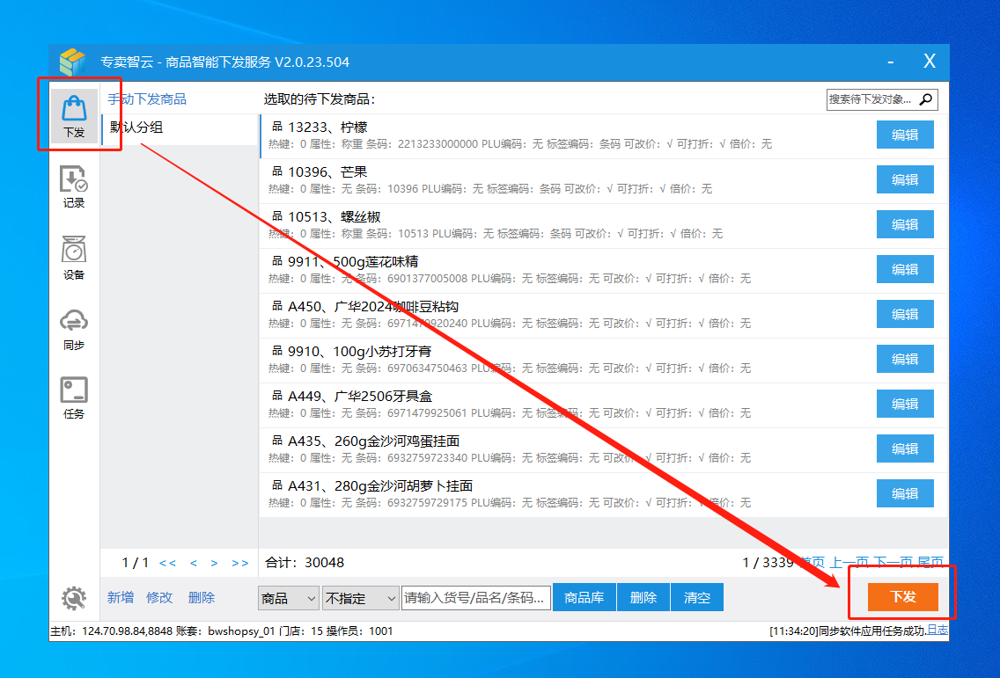 专卖智云 - 商品智能下发服务 V2.0.23.504
- X
下发
记录
设备
同步
任务
手动下发商品
默认分组
选取的待下发商品：
搜索待下发对象...
品 13233、柠檬
热键：0 属性：称重 条码：2213233000000 PLU编码：无 标签编码：条码 可改价：√ 可打折：√ 倍价：无
编辑
品 10396、芒果
热键：0 属性：无 条码：10396 PLU编码：无 标签编码：条码 可改价：√ 可打折：√ 倍价：无
编辑
品 10513、螺丝椒
热键：0 属性：称重 条码：10513 PLU编码：无 标签编码：条码 可改价：√ 可打折：√ 倍价：无
编辑
品 9911、500g莲花味精
热键：0 属性：无 条码：6901377005008 PLU编码：无 标签编码：无 可改价：√ 可打折：√ 倍价：无
编辑
品 A450、广华2024咖啡豆粘钩
热键：0 属性：无 条码：6971479920240 PLU编码：无 标签编码：无 可改价：√ 可打折：√ 倍价：无
编辑
品 9910、100g小苏打牙膏
热键：0 属性：无 条码：6970634750463 PLU编码：无 标签编码：无 可改价：√ 可打折：√ 倍价：无
编辑
品 A449、广华2506牙具盒
热键：0 属性：无 条码：6971479925061 PLU编码：无 标签编码：无 可改价：√ 可打折：√ 倍价：无
编辑
品 A435、260g金沙河鸡蛋挂面
热键：0 属性：无 条码：6932759723340 PLU编码：无 标签编码：无 可改价：√ 可打折：√ 倍价：无
编辑
品 A431、280g金沙河胡萝卜挂面
热键：0 属性：无 条码：6932759729175 PLU编码：无 标签编码：无 可改价：√ 可打折：√ 倍价：无
编辑
1 / 1 << < > >>
合计：30048
1 / 3339 首页 上一页 下一页 尾页
新增 修改 删除
商品 不指定 请输入货号/品名/条码... 商品库 删除 清空
下发
主机：124.70.98.84,8848 账套：bwshopsy_01 门店：15 操作员：1001
[11:34:20]同步软件应用任务成功. 日志